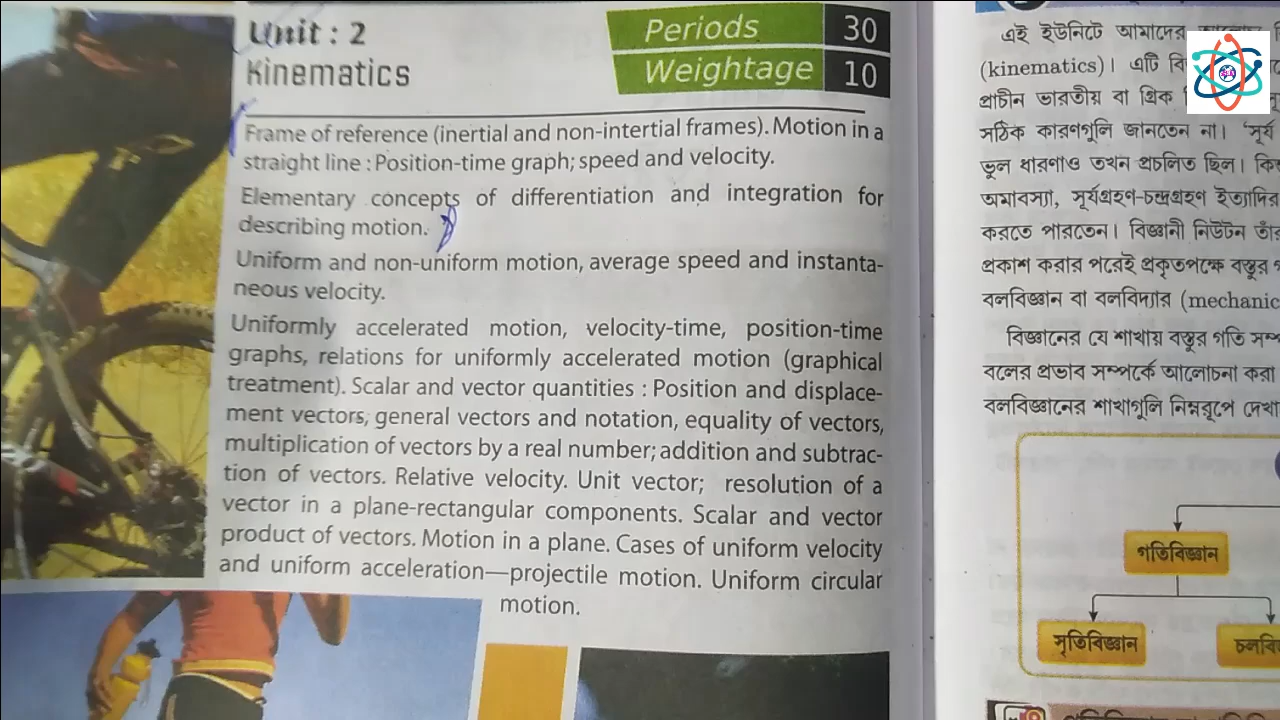 Unit : 2
Kinematics
Periods 30
Weightage 10
Frame of reference (inertial and non-intertial frames). Motion in a
straight line : Position-time graph; speed and velocity.
Elementary concepts of differentiation and integration for
describing motion.
Uniform and non-uniform motion, average speed and instanta-
neous velocity.
Uniformly accelerated motion, velocity-time, position-time
graphs, relations for uniformly accelerated motion (graphical
treatment). Scalar and vector quantities : Position and displace-
ment vectors, general vectors and notation, equality of vectors,
multiplication of vectors by a real number; addition and subtrac-
tion of vectors. Relative velocity. Unit vector; resolution of a
vector in a plane-rectangular components. Scalar and vector
product of vectors. Motion in a plane. Cases of uniform velocity
and uniform acceleration—projectile motion. Uniform circular
motion.
এই ইউনিটে আমাদের
(kinematics)। এটি
প্রাচীন ভারতীয় বা গ্রিক
সঠিক কারণগুলি জানতেন না। 'সূর্য
ভুল ধারণাও তখন প্রচলিত ছিল।
অমাবস্যা, সূর্যগ্রহণ-চন্দ্রগ্রহণ ইত্যাদির
করতে পারতেন। বিজ্ঞানী নিউটন তাঁর
প্রকাশ করার পরেই প্রকৃতপক্ষে বস্তুর
বলবিজ্ঞান বা বলবিদ্যার (mechanic
বিজ্ঞানের যে শাখায় বস্তুর গতি
বলের প্রভাব সম্পর্কে আলোচনা করা
বলবিজ্ঞানের শাখাগুলি নিম্নরূপে
গতিবিজ্ঞান
সৃতিবিজ্ঞান